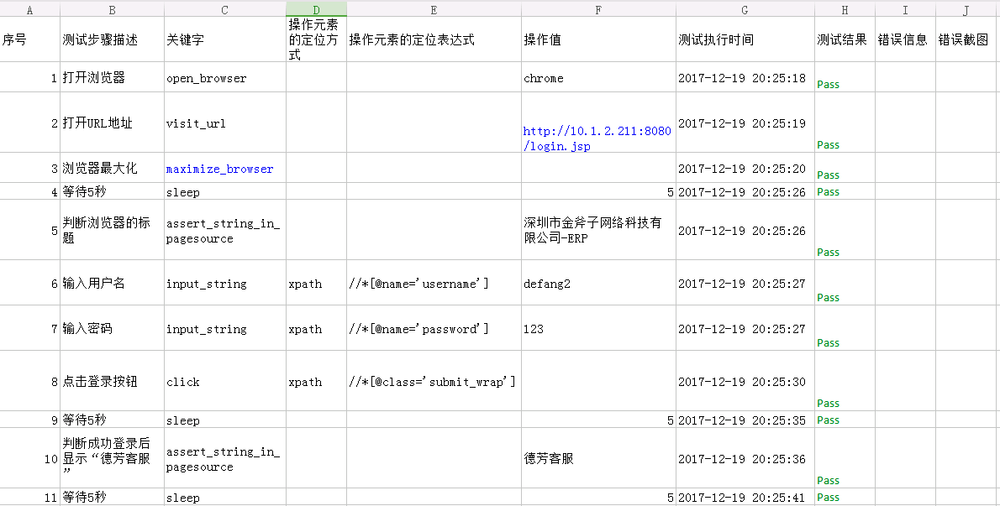 A B C D E F G H I J
序号 测试步骤描述 关键字 操作元素的定位方式 操作元素的定位表达式 操作值 测试执行时间 测试结果 错误信息 错误截图
1 打开浏览器 open_browser chrome 2017-12-19 20:25:18 Pass
2 打开URL地址 visit_url http://10.1.2.211:8080/login.jsp 2017-12-19 20:25:19 Pass
3 浏览器最大化 maximize_browser 2017-12-19 20:25:20 Pass
4 等待5秒 sleep 5 2017-12-19 20:25:26 Pass
5 判断浏览器的标题 assert_string_in_pagesource 深圳市金斧子网络科技有限公司-ERP 2017-12-19 20:25:26 Pass
6 输入用户名 input_string xpath //*[@name='username'] defang2 2017-12-19 20:25:27 Pass
7 输入密码 input_string xpath //*[@name='password'] 123 2017-12-19 20:25:27 Pass
8 点击登录按钮 click xpath //*[@class='submit_wrap'] 2017-12-19 20:25:30 Pass
9 等待5秒 sleep 5 2017-12-19 20:25:35 Pass
10 判断成功登录后显示“德芳客服” assert_string_in_pagesource 德芳客服 2017-12-19 20:25:36 Pass
11 等待5秒 sleep 5 2017-12-19 20:25:41 Pass